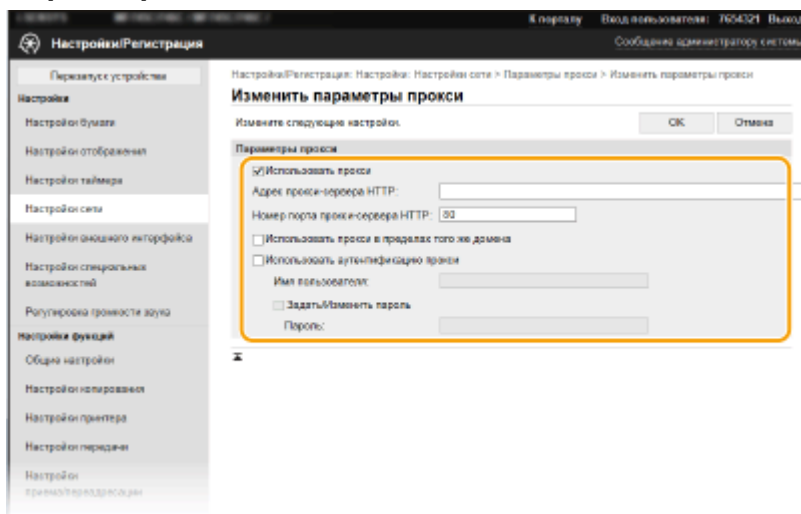 К порталу Вход пользователя: 7654321 Выход
Настройки/Регистрация
Сообщение администратору системы
Перезапуск устройства
Настройки
Настройки бумаги
Настройки отображения
Настройки таймера
Настройки сети
Настройки внешнего интерфейса
Настройки специальных
возможностей
Регулировка громкости звука
Настройки функций
Общие настройки
Настройки копирования
Настройки принтера
Настройки передачи
Настройки
приема/переадресации
Настройки/Регистрация: Настройки: Настройки сети > Параметры прокси > Изменить параметры прокси
Изменить параметры прокси
Измените следующие настройки.
OK Отмена
Параметры прокси
Использовать прокси
Адрес прокси-сервера HTTP:
Номер порта прокси-сервера HTTP: 80
Использовать прокси в пределах того же домена
Использовать аутентификацию прокси
Имя пользователя:
Задать/Изменить пароль
Пароль: